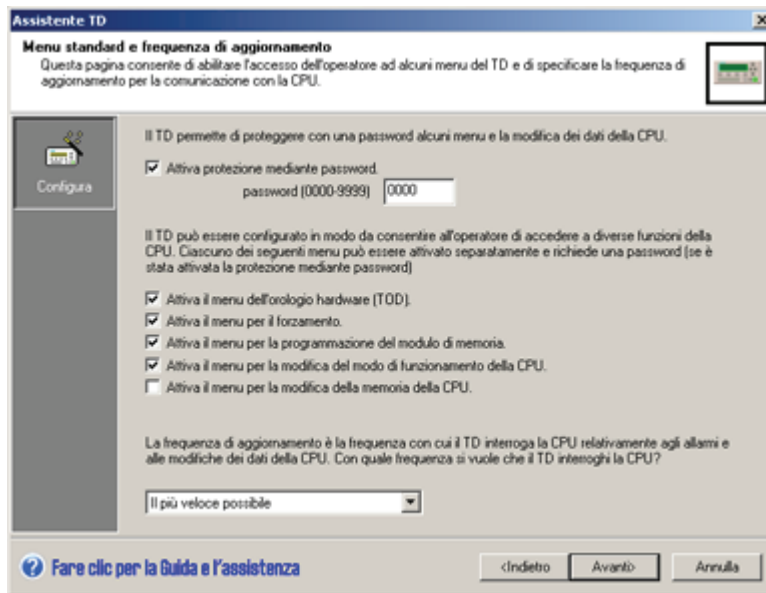 Assistente TD
Menu standard e frequenza di aggiornamento
Questa pagina consente di abilitare l'accesso dell'operatore ad alcuni menu del TD e di specificare la frequenza di
aggiornamento per la comunicazione con la CPU.
Configura
Il TD permette di proteggere con una password alcuni menu e la modifica dei dati della CPU.
Attiva protezione mediante password.
password (0000-9999) 0000
Il TD può essere configurato in modo da consentire all'operatore di accedere a diverse funzioni della
CPU. Ciascuno dei seguenti menu può essere attivato separatamente e richiede una password (se è
stata attivata la protezione mediante password)
Attiva il menu dell'orologio hardware (TOD).
Attiva il menu per il forzamento.
Attiva il menu per la programmazione del modulo di memoria.
Attiva il menu per la modifica del modo di funzionamento della CPU.
Attiva il menu per la modifica della memoria della CPU.
La frequenza di aggiornamento è la frequenza con cui il TD interroga la CPU relativamente agli allarmi e
alle modifiche dei dati della CPU. Con quale frequenza si vuole che il TD interroghi la CPU?
Il più veloce possibile
Fare clic per la Guida e l'assistenza
<Indietro Avanti> Annulla